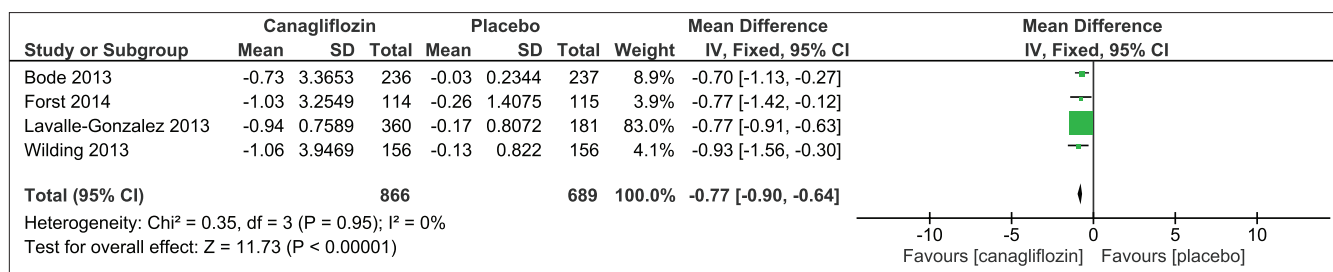 Canagliflozin Placebo Mean Difference Mean Difference
Study or Subgroup Mean SD Total Mean SD Total Weight IV, Fixed, 95% CI IV, Fixed, 95% CI
Bode 2013 -0.73 3.3653 236 -0.03 0.2344 237 8.9% -0.70 [-1.13, -0.27]
Forst 2014 -1.03 3.2549 114 -0.26 1.4075 115 3.9% -0.77 [-1.42, -0.12]
Lavalle-Gonzalez 2013 -0.94 0.7589 360 -0.17 0.8072 181 83.0% -0.77 [-0.91, -0.63]
Wilding 2013 -1.06 3.9469 156 -0.13 0.822 156 4.1% -0.93 [-1.56, -0.30]
Total (95% CI) 866 689 100.0% -0.77 [-0.90, -0.64]
Heterogeneity: Chi² = 0.35, df = 3 (P = 0.95); I² = 0%
Test for overall effect: Z = 11.73 (P < 0.00001)
-10 -5 0 5 10
Favours [canagliflozin] Favours [placebo]